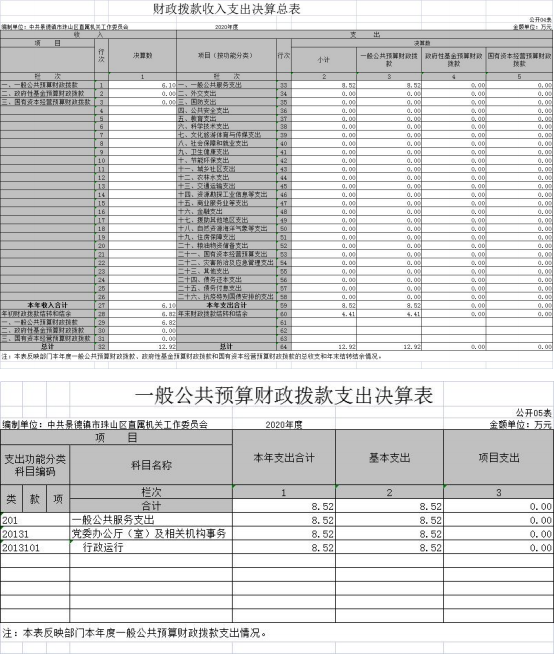 财政拨款收入支出决算总表
公开04表
编制单位：中共景德镇市珠山区直属机关工作委员会 2020年度 金额单位：万元
收 入 支 出
项 目 行次 决算数 项目（按功能分类） 行次 决算数
小计 一般公共预算财政拨款 政府性基金预算财政拨款 国有资本经营预算财政拨款
栏 次 1 栏 次 2 3 4 5
一、一般公共预算财政拨款 1 6.10 一、一般公共服务支出 33 8.52 8.52 0.00 0.00
二、政府性基金预算财政拨款 2 0.00 二、外交支出 34 0.00 0.00 0.00 0.00
三、国有资本经营预算财政拨款 3 0.00 三、国防支出 35 0.00 0.00 0.00 0.00
4 四、公共安全支出 36 0.00 0.00 0.00 0.00
5 五、教育支出 37 0.00 0.00 0.00 0.00
6 六、科学技术支出 38 0.00 0.00 0.00 0.00
7 七、文化旅游体育与传媒支出 39 0.00 0.00 0.00 0.00
8 八、社会保障和就业支出 40 0.00 0.00 0.00 0.00
9 九、卫生健康支出 41 0.00 0.00 0.00 0.00
10 十、节能环保支出 42 0.00 0.00 0.00 0.00
11 十一、城乡社区支出 43 0.00 0.00 0.00 0.00
12 十二、农林水支出 44 0.00 0.00 0.00 0.00
13 十三、交通运输支出 45 0.00 0.00 0.00 0.00
14 十四、资源勘探工业信息等支出 46 0.00 0.00 0.00 0.00
15 十五、商业服务业等支出 47 0.00 0.00 0.00 0.00
16 十六、金融支出 48 0.00 0.00 0.00 0.00
17 十七、援助其他地区支出 49 0.00 0.00 0.00 0.00
18 十八、自然资源海洋气象等支出 50 0.00 0.00 0.00 0.00
19 十九、住房保障支出 51 0.00 0.00 0.00 0.00
20 二十、粮油物资储备支出 52 0.00 0.00 0.00 0.00
21 二十一、国有资本经营预算支出 53 0.00 0.00 0.00 0.00
22 二十二、灾害防治及应急管理支出 54 0.00 0.00 0.00 0.00
23 二十三、其他支出 55 0.00 0.00 0.00 0.00
24 二十四、债务还本支出 56 0.00 0.00 0.00 0.00
25 二十五、债务付息支出 57 0.00 0.00 0.00 0.00
26 二十六、抗疫特别国债安排的支出 58 0.00 0.00 0.00 0.00
本年收入合计 27 6.10 本年支出合计 59 8.52 8.52 0.00 0.00
年初财政拨款结转和结余 28 6.82 年末财政拨款结转和结余 60 4.41 4.41 0.00 0.00
一、一般公共预算财政拨款 29 6.82 61
二、政府性基金预算财政拨款 30 0.00 62
三、国有资本经营预算财政拨款 31 0.00 63
总计 32 12.92 总计 64 12.92 12.92 0.00 0.00
注：本表反映部门本年度一般公共预算财政拨款、政府性基金预算财政拨款和国有资本经营预算财政拨款的总收支和年末结转结余情况。
一般公共预算财政拨款支出决算表
公开05表
编制单位：中共景德镇市珠山区直属机关工作委员会 2020年度 金额单位：万元
项 目 本年支出合计 基本支出 项目支出
支出功能分类科目编码 科目名称
类 款 项 栏次 1 2 3
合计 8.52 8.52 0.00
201 一般公共服务支出 8.52 8.52 0.00
20131 党委办公厅（室）及相关机构事务 8.52 8.52 0.00
2013101 行政运行 8.52 8.52 0.00
注：本表反映部门本年度一般公共预算财政拨款支出情况。